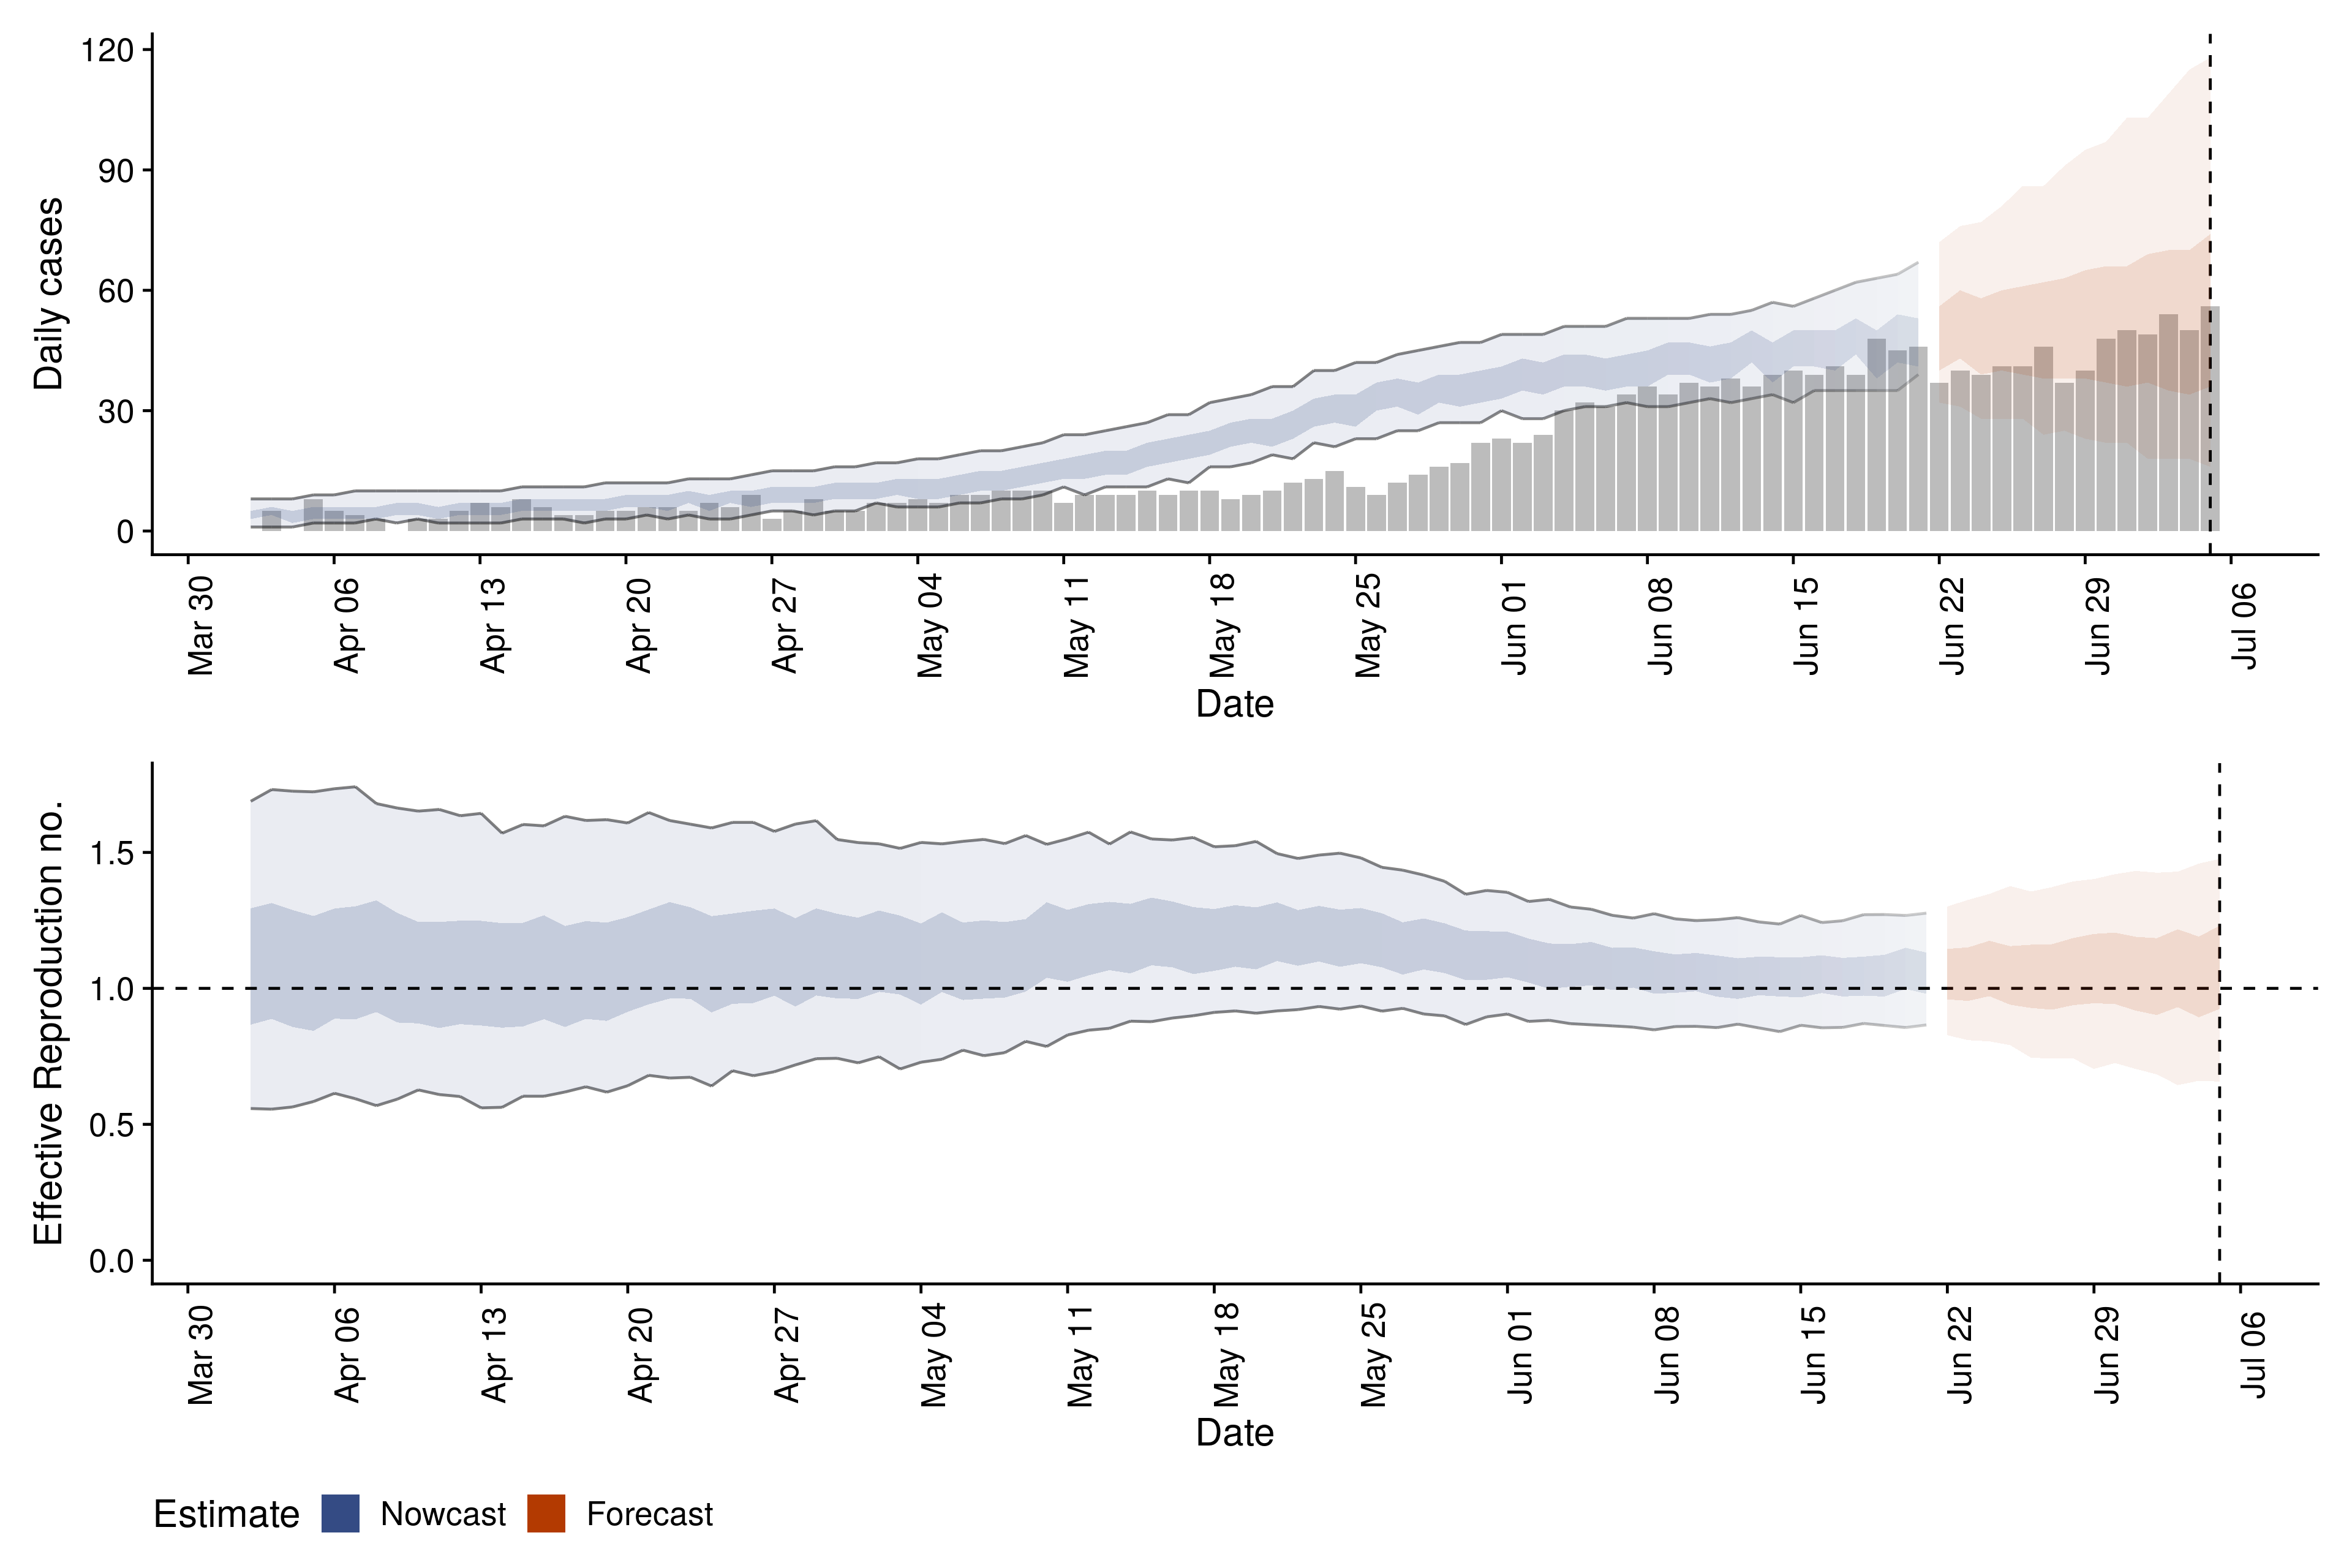 Daily cases
120
90
60
30
0
Mar 30
Apr 06
Apr 13
Apr 20
Apr 27
May 04
May 11
May 18
May 25
Jun 01
Jun 08
Jun 15
Jun 22
Jun 29
Jul 06
Date
Effective Reproduction no.
1.5
1.0
0.5
0.0
Mar 30
Apr 06
Apr 13
Apr 20
Apr 27
May 04
May 11
May 18
May 25
Jun 01
Jun 08
Jun 15
Jun 22
Jun 29
Jul 06
Date
Estimate Nowcast Forecast